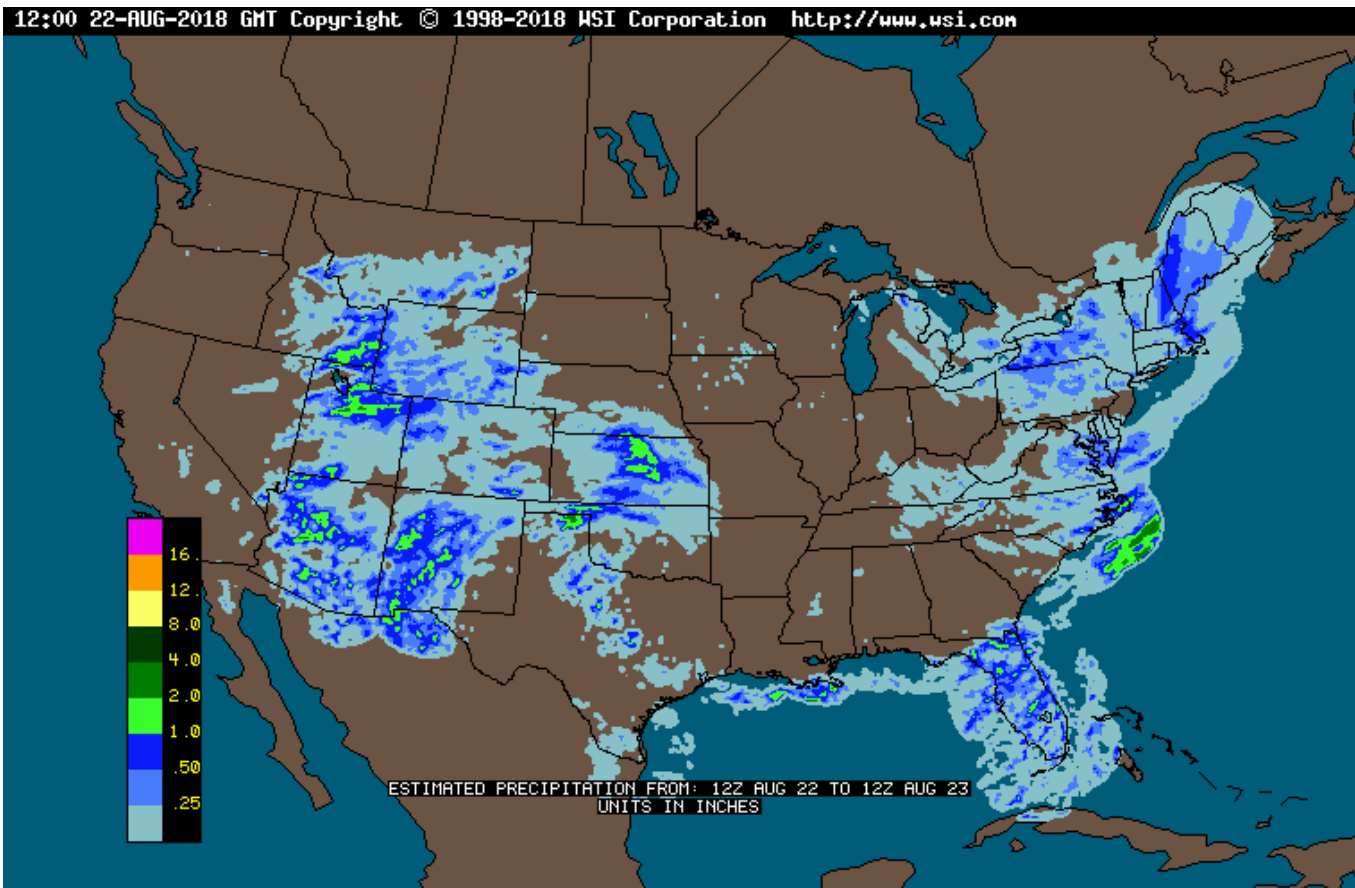 12:00 22-AUG-2018 GMT Copyright © 1998-2018 WSI Corporation http://www.wsi.com
16.
12.
8.0
4.0
2.0
1.0
.50
.25
ESTIMATED PRECIPITATION FROM: 12Z AUG 22 TO 12Z AUG 23
UNITS IN INCHES